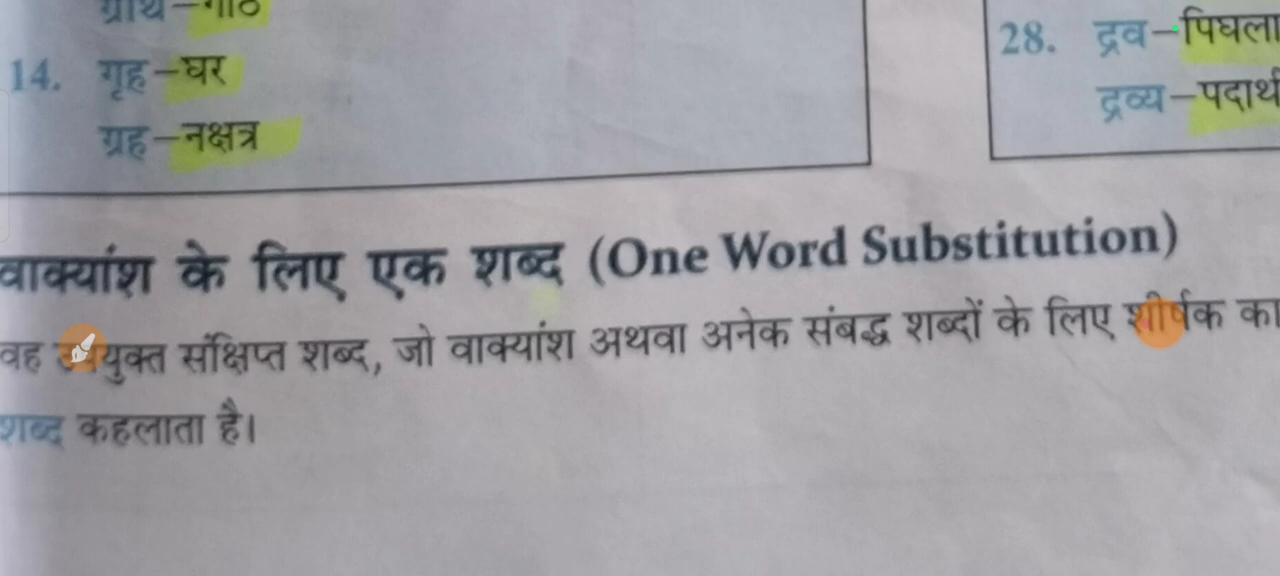 14. गृह – घर
ग्रह – नक्षत्र
28. द्रव – पिघला
द्रव्य – पदार्थ
वाक्यांश के लिए एक शब्द (One Word Substitution)
वह संक्षिप्त शब्द, जो वाक्यांश अथवा अनेक संबद्ध शब्दों के लिए शीर्षक का
शब्द कहलाता है।